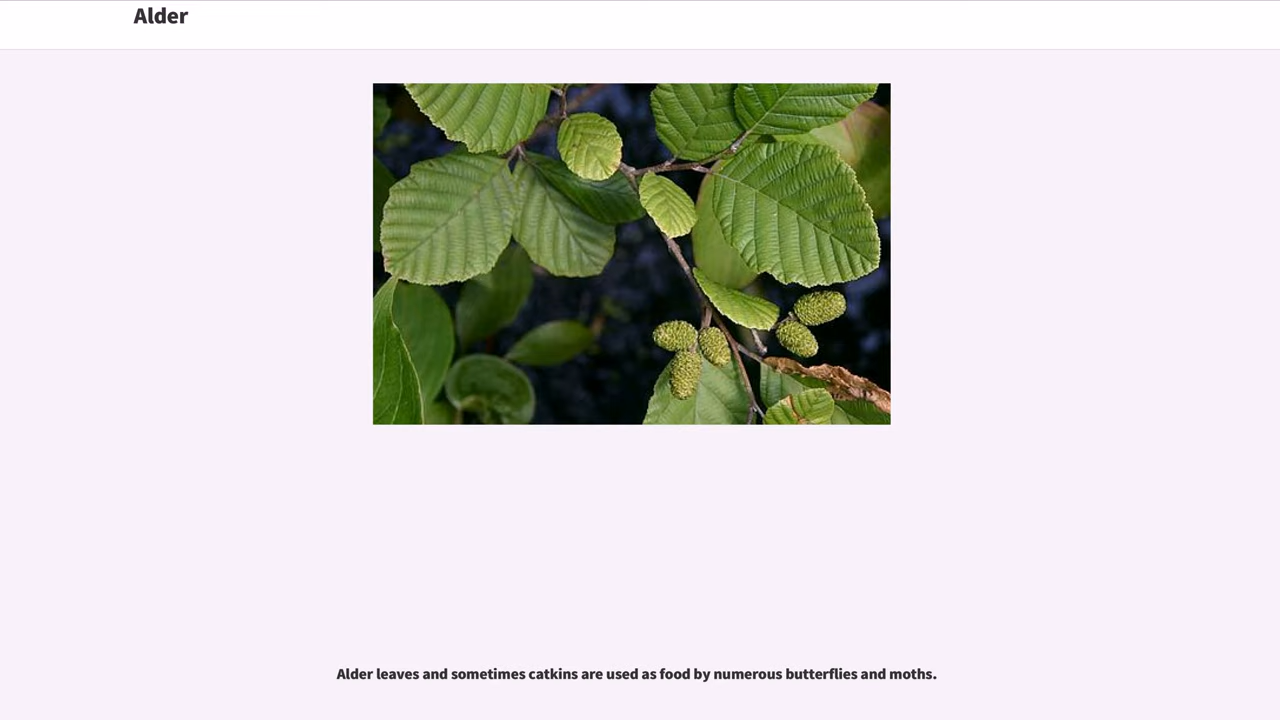 Alder
Alder leaves and sometimes catkins are used as food by numerous butterflies and moths.